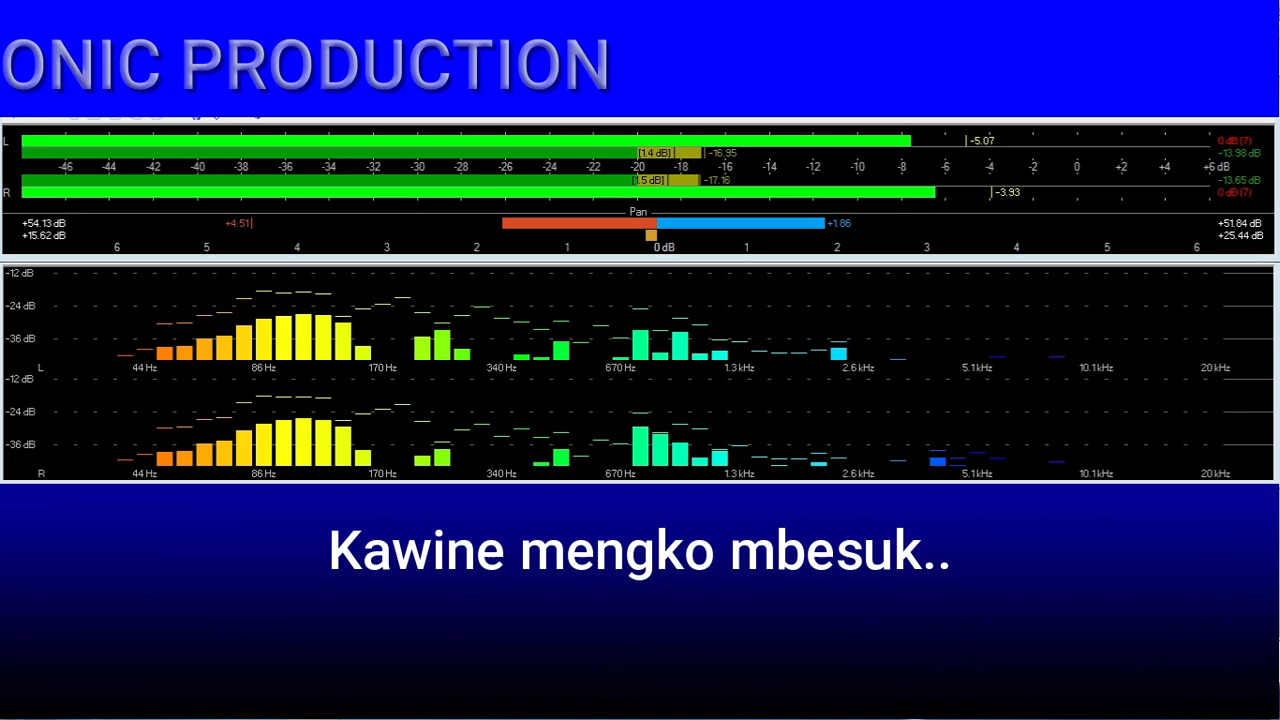 ONIC PRODUCTION
L -5.07 0 dB (7)
[1.4 dB] -16.95 -13.98 dB
-46 -44 -42 -40 -38 -36 -34 -32 -30 -28 -26 -24 -22 -20 -18 -16 -14 -12 -10 -8 -6 -4 -2 0 +2 +4 +6 dB
[1.5 dB] -17.16 -13.65 dB
R -3.93 0 dB (7)
Pan
+54.13 dB +4.51 +1.86 +51.84 dB
+15.62 dB +25.44 dB
6 5 4 3 2 1 0 dB 1 2 3 4 5 6
-12 dB
-24 dB
-36 dB
L 44 Hz 86 Hz 170 Hz 340 Hz 670 Hz 1.3 kHz 2.6 kHz 5.1 kHz 10.1 kHz 20 kHz
-12 dB
-24 dB
-36 dB
R 44 Hz 86 Hz 170 Hz 340 Hz 670 Hz 1.3 kHz 2.6 kHz 5.1 kHz 10.1 kHz 20 kHz
Kawine mengko mbesuk..